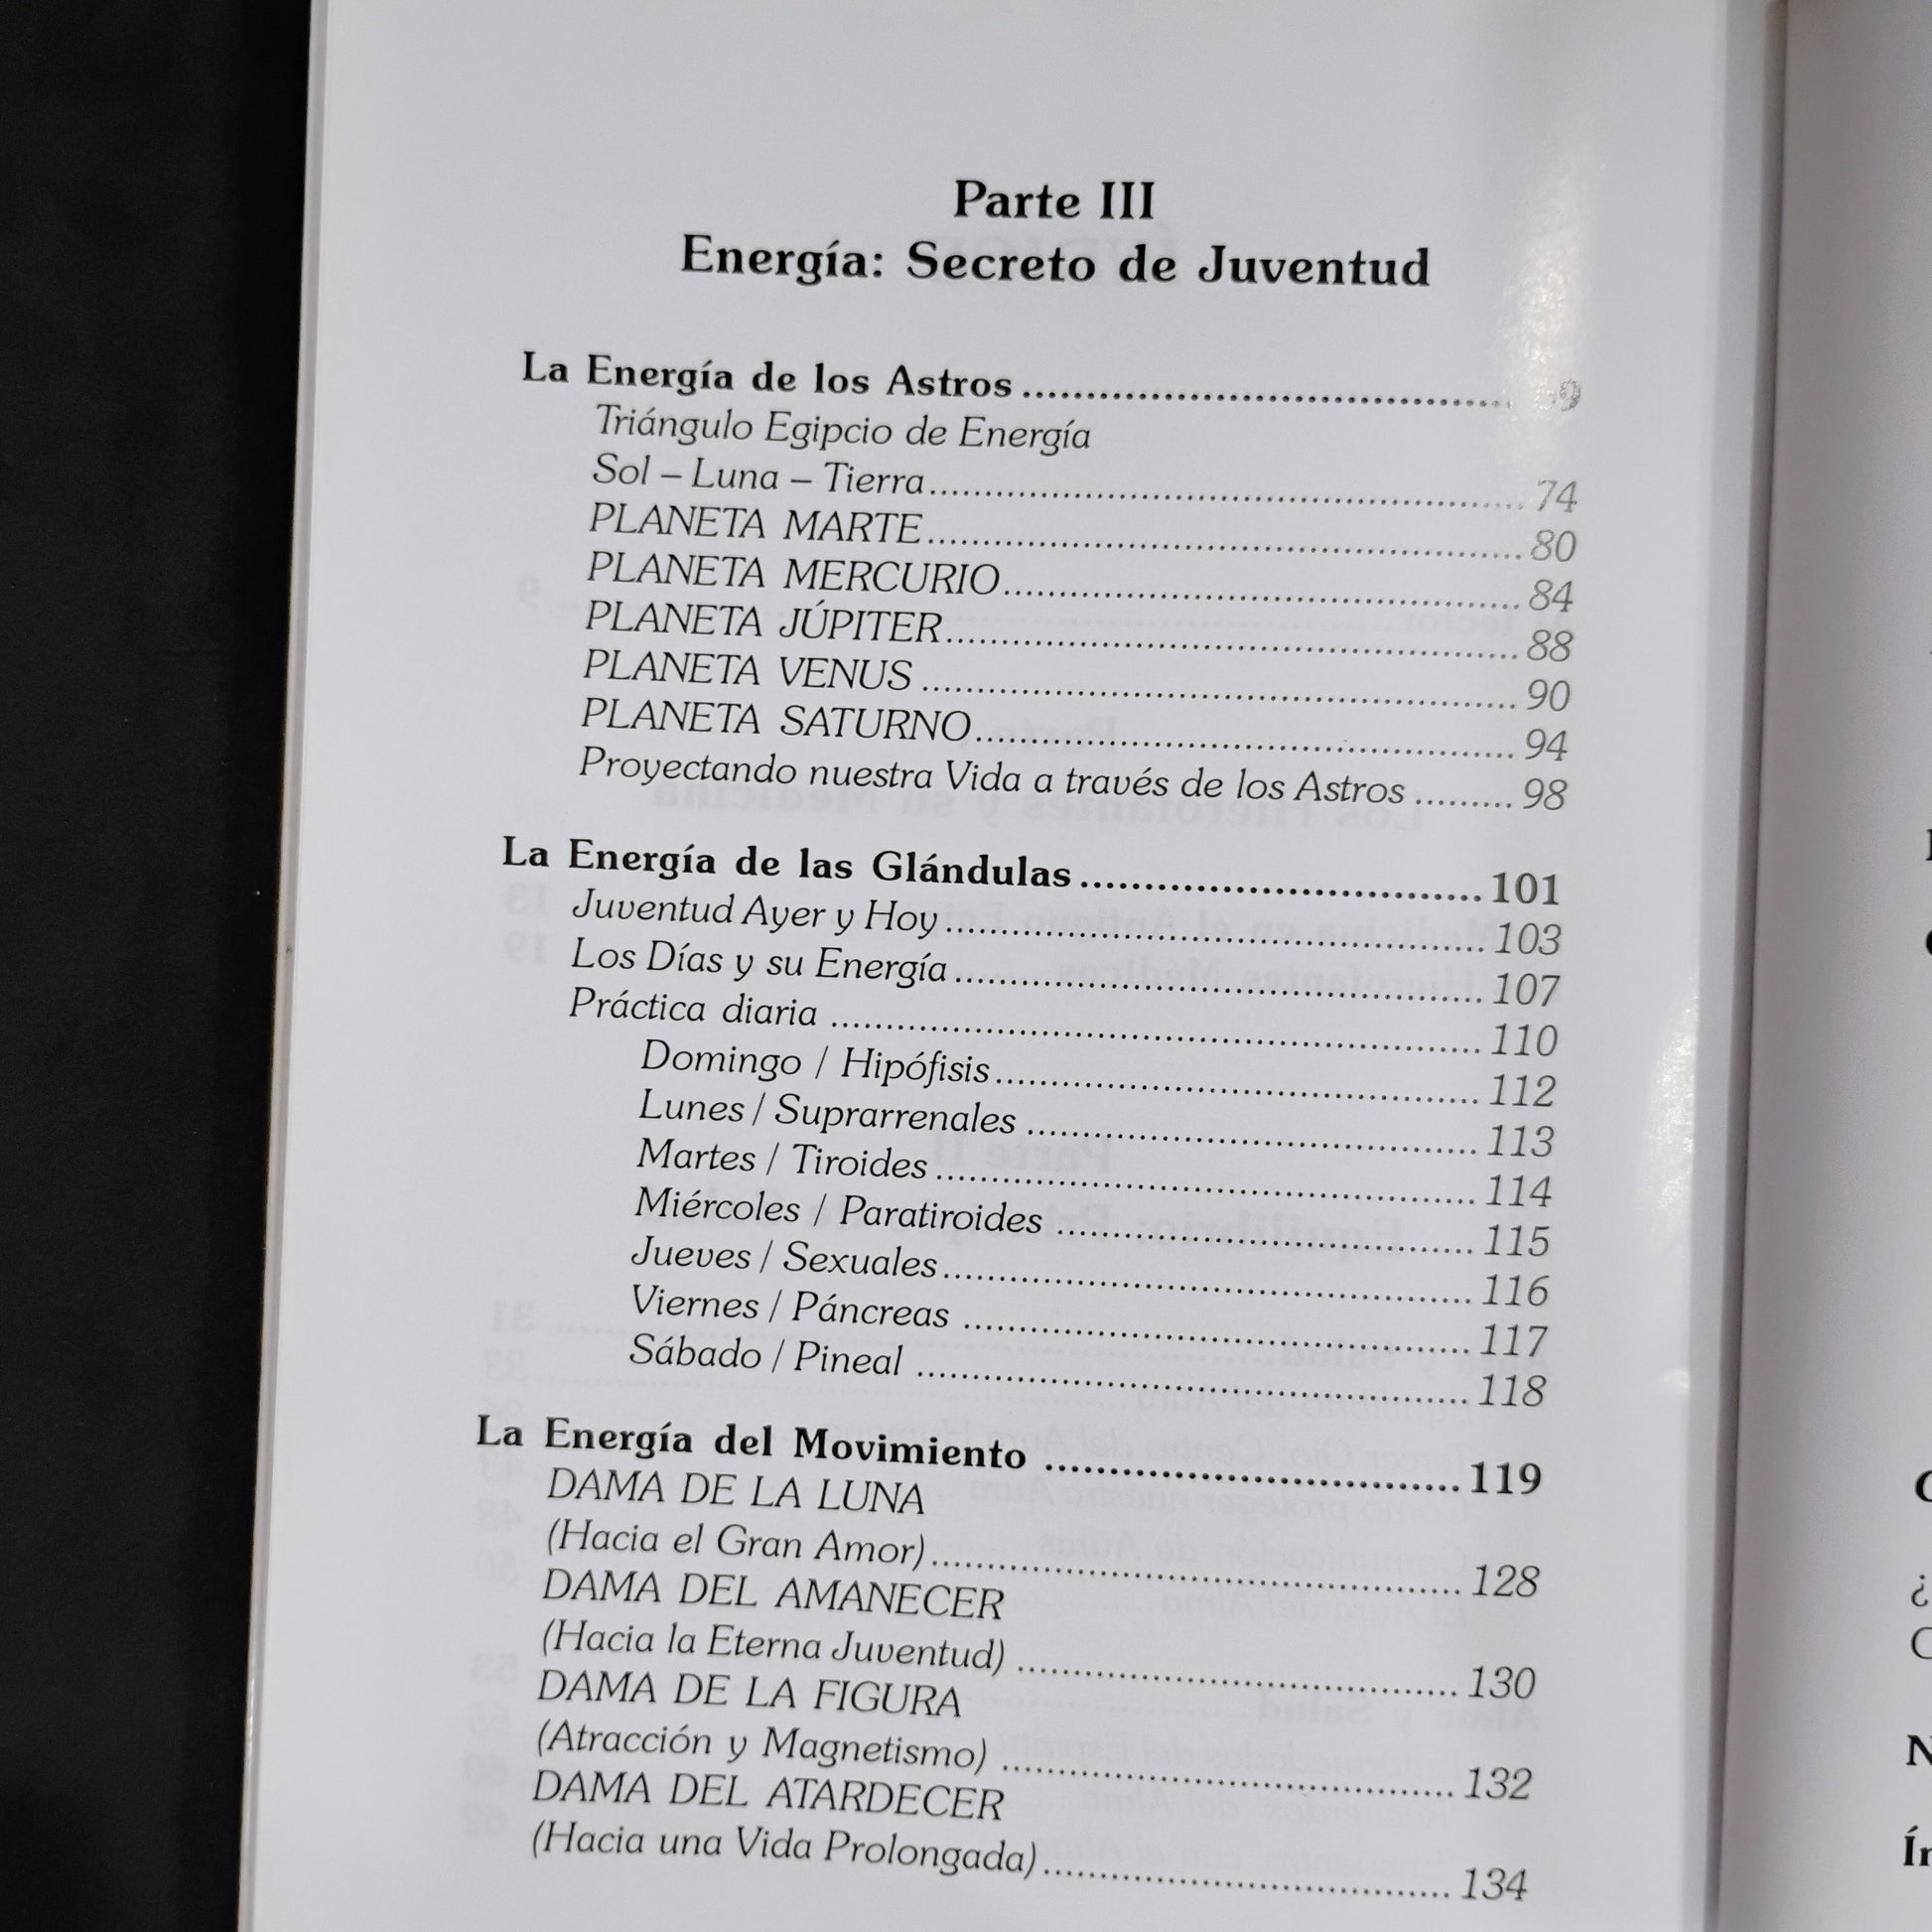 Parte III
Energía: Secreto de Juventud
La Energía de los Astros
Triángulo Egipcio de Energía
Sol – Luna – Tierra 74
PLANETA MARTE 80
PLANETA MERCURIO 84
PLANETA JÚPITER 88
PLANETA VENUS 90
PLANETA SATURNO 94
Proyectando nuestra Vida a través de los Astros 98
La Energía de las Glándulas 101
Juventud Ayer y Hoy 103
Los Días y su Energía 107
Práctica diaria 110
Domingo / Hipófisis 112
Lunes / Suprarrenales 113
Martes / Tiroides 114
Miércoles / Paratiroides 115
Jueves / Sexuales 116
Viernes / Páncreas 117
Sábado / Pineal 118
La Energía del Movimiento 119
DAMA DE LA LUNA
(Hacia el Gran Amor) 128
DAMA DEL AMANECER
(Hacia la Eterna Juventud) 130
DAMA DE LA FIGURA
(Atracción y Magnetismo) 132
DAMA DEL ATARDECER
(Hacia una Vida Prolongada) 134